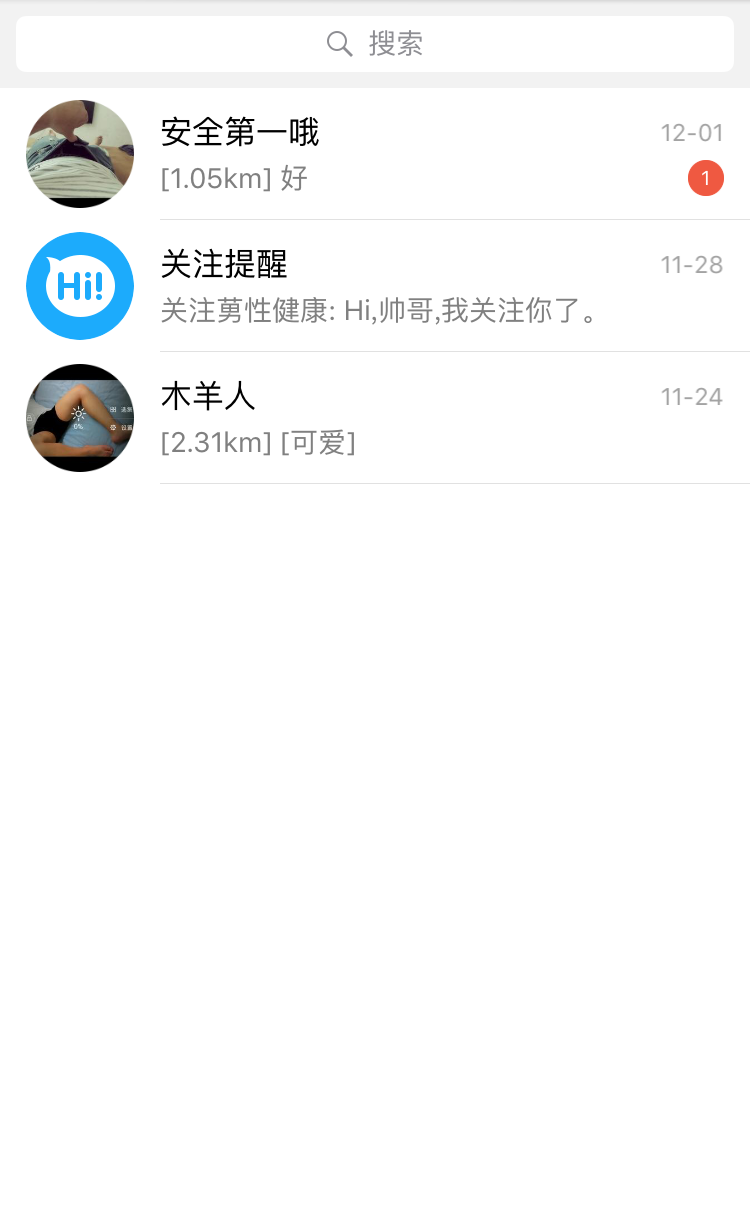 搜索
安全第一哦
12-01
[1.05km] 好
1
Hi!
关注提醒
11-28
关注莮性健康: Hi,帅哥,我关注你了。
木羊人
11-24
[2.31km] [可爱]
0%